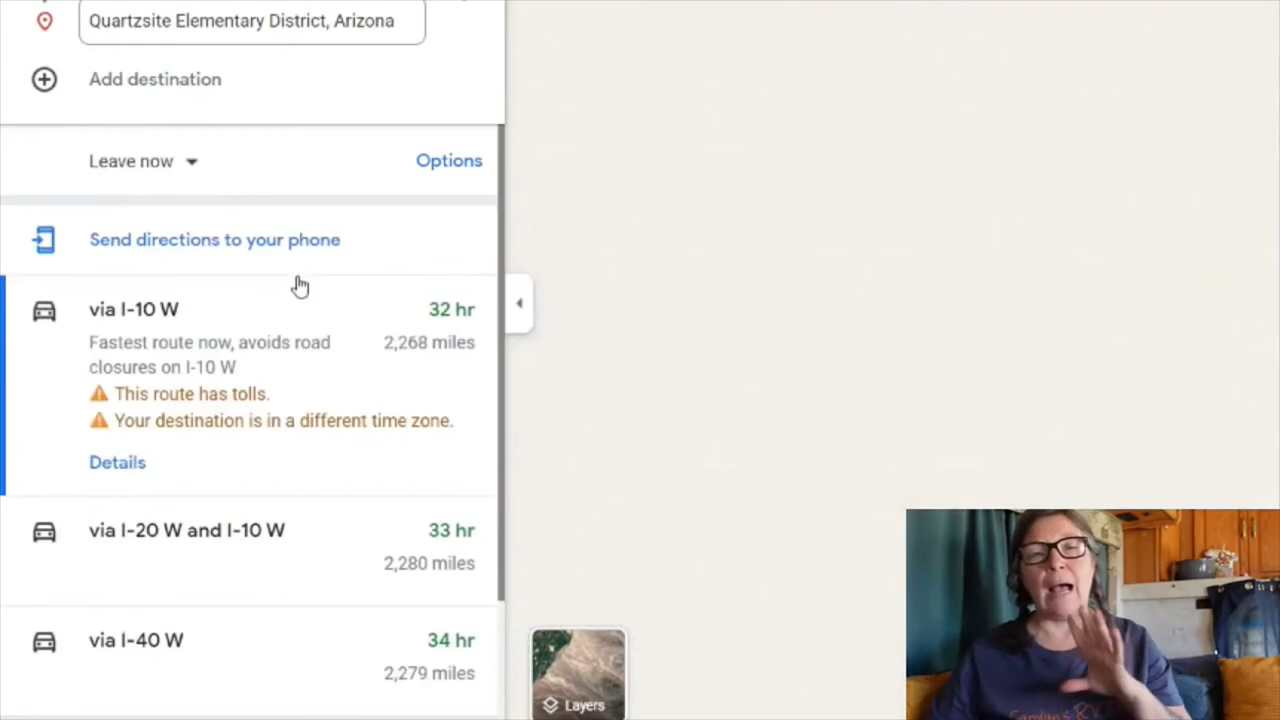 Quartzsite Elementary District, Arizona
Add destination
Leave now
Options
Send directions to your phone
via I-10 W
32 hr
Fastest route now, avoids road
2,268 miles
closures on I-10 W
This route has tolls.
Your destination is in a different time zone.
Details
via I-20 W and I-10 W
33 hr
2,280 miles
via I-40 W
34 hr
2,279 miles
Layers